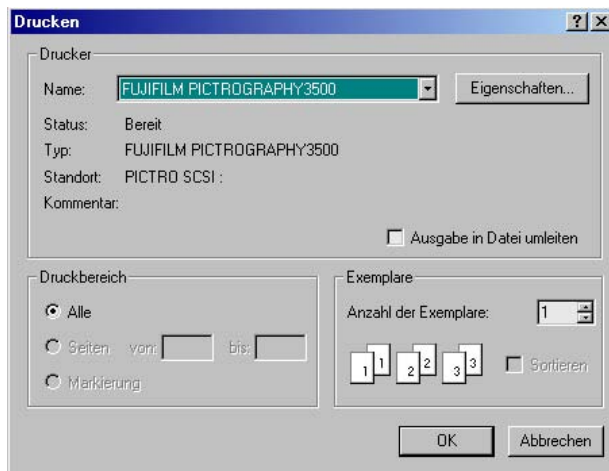 Drucken
Drucker
Name: FUJIFILM PICTROGRAPHY3500 Eigenschaften...
Status: Bereit
Typ: FUJIFILM PICTROGRAPHY3500
Standort: PICTRO SCSI :
Kommentar:
Ausgabe in Datei umleiten
Druckbereich
Alle
Seiten von: bis:
Markierung
Exemplare
Anzahl der Exemplare: 1
1 1 2 2 3 3 Sortieren
OK Abbrechen